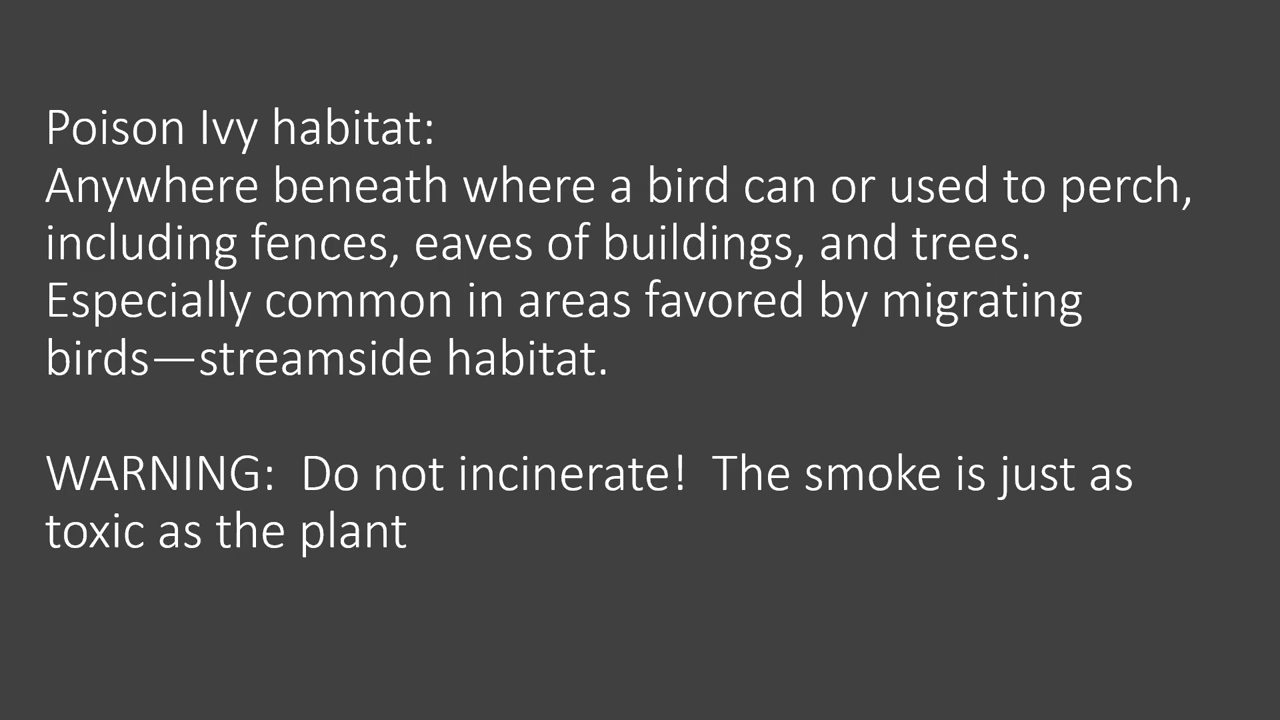 Poison Ivy habitat:
Anywhere beneath where a bird can or used to perch,
including fences, eaves of buildings, and trees.
Especially common in areas favored by migrating
birds—streamside habitat.
WARNING:  Do not incinerate!  The smoke is just as
toxic as the plant